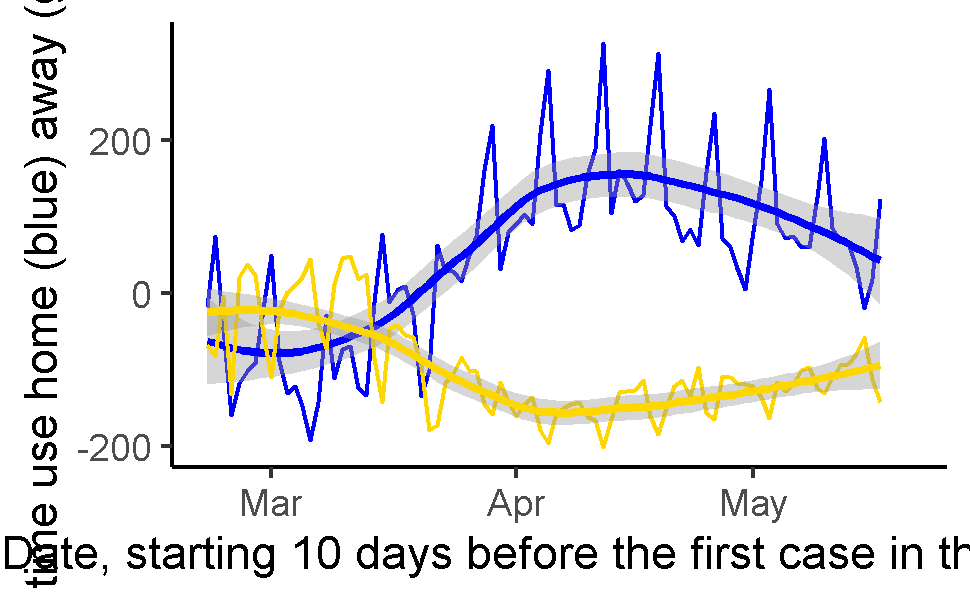 time use home (blue) away (
200
0
-200
Mar Apr May
Date, starting 10 days before the first case in th